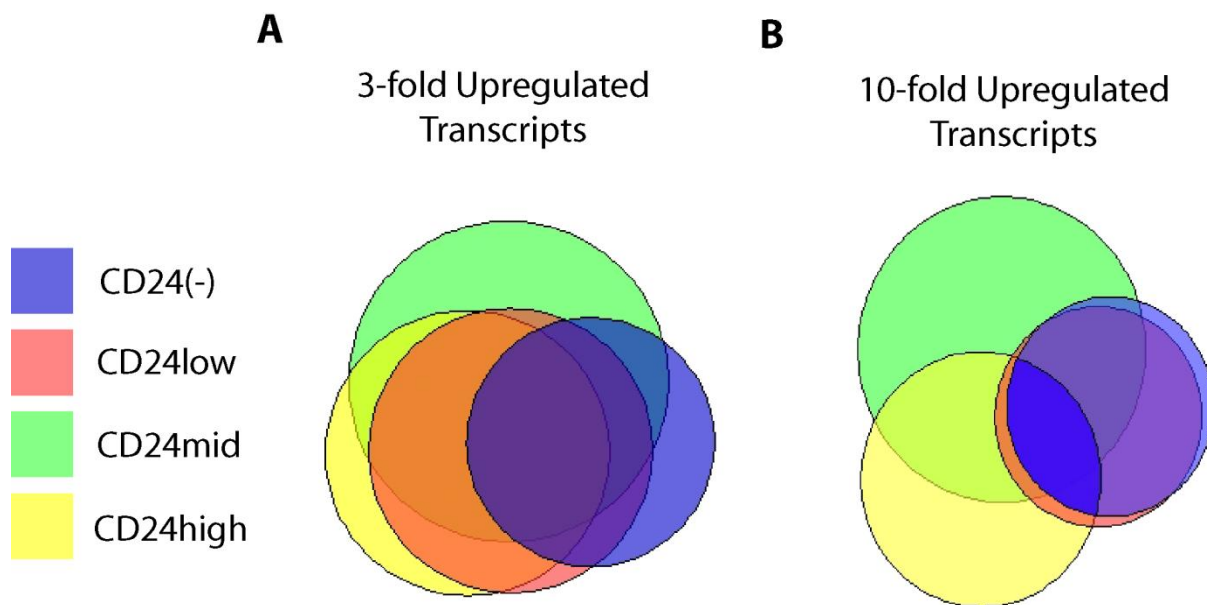 A
3-fold Upregulated
Transcripts
B
10-fold Upregulated
Transcripts
CD24(-)
CD24low
CD24mid
CD24high